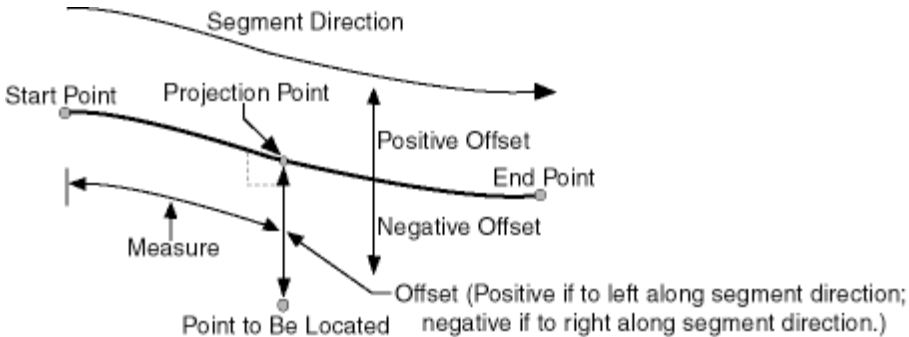 Segment Direction
Start Point
Projection Point
Positive Offset
End Point
Negative Offset
Measure
Offset (Positive if to left along segment direction;
negative if to right along segment direction.)
Point to Be Located